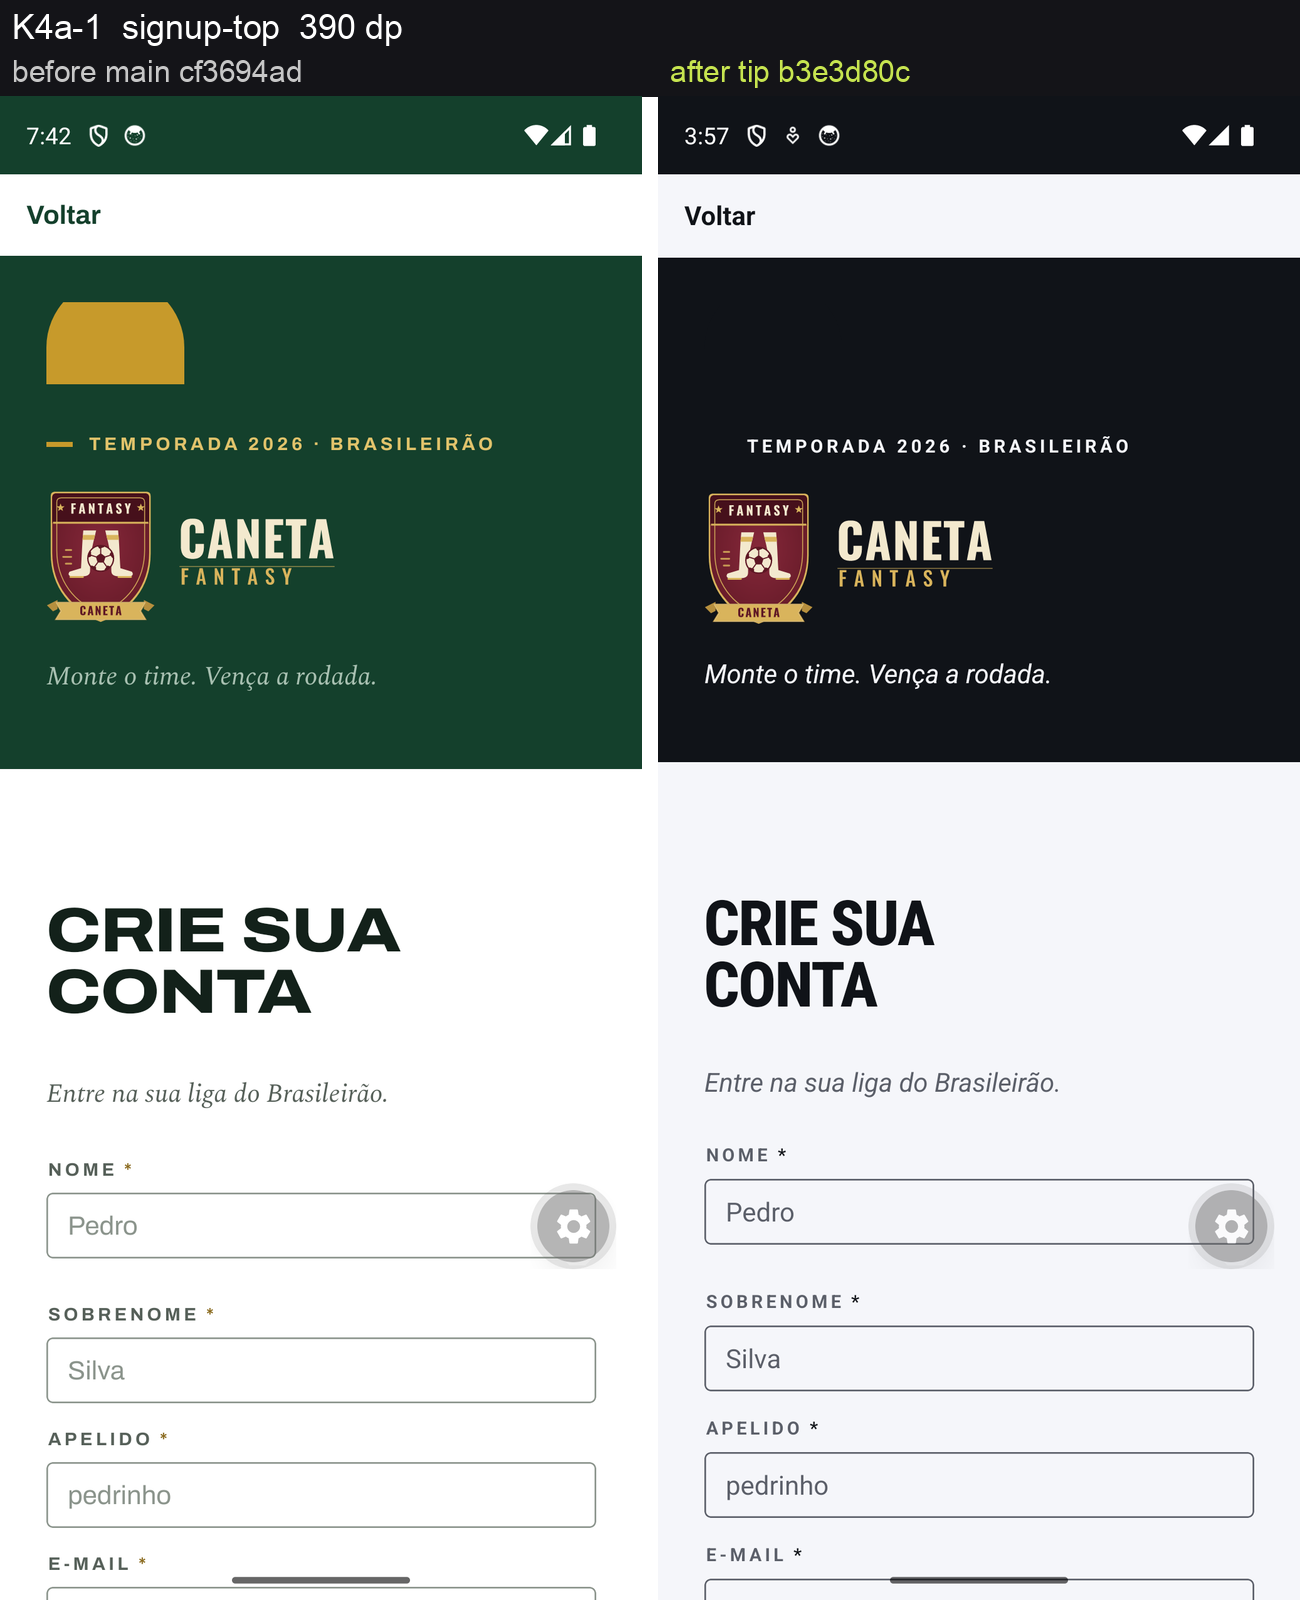 K4a-1 signup-top 390 dp
before main cf3694ad
after tip b3e3d80c
7:42
Voltar
TEMPORADA 2026 · BRASILEIRÃO
FANTASY
CANETA
CANETA
FANTASY
Monte o time. Vença a rodada.
CRIE SUA
CONTA
Entre na sua liga do Brasileirão.
NOME *
Pedro
SOBRENOME *
Silva
APELIDO *
pedrinho
E-MAIL *
3:57
Voltar
TEMPORADA 2026 · BRASILEIRÃO
FANTASY
CANETA
CANETA
FANTASY
Monte o time. Vença a rodada.
CRIE SUA
CONTA
Entre na sua liga do Brasileirão.
NOME *
Pedro
SOBRENOME *
Silva
APELIDO *
pedrinho
E-MAIL *